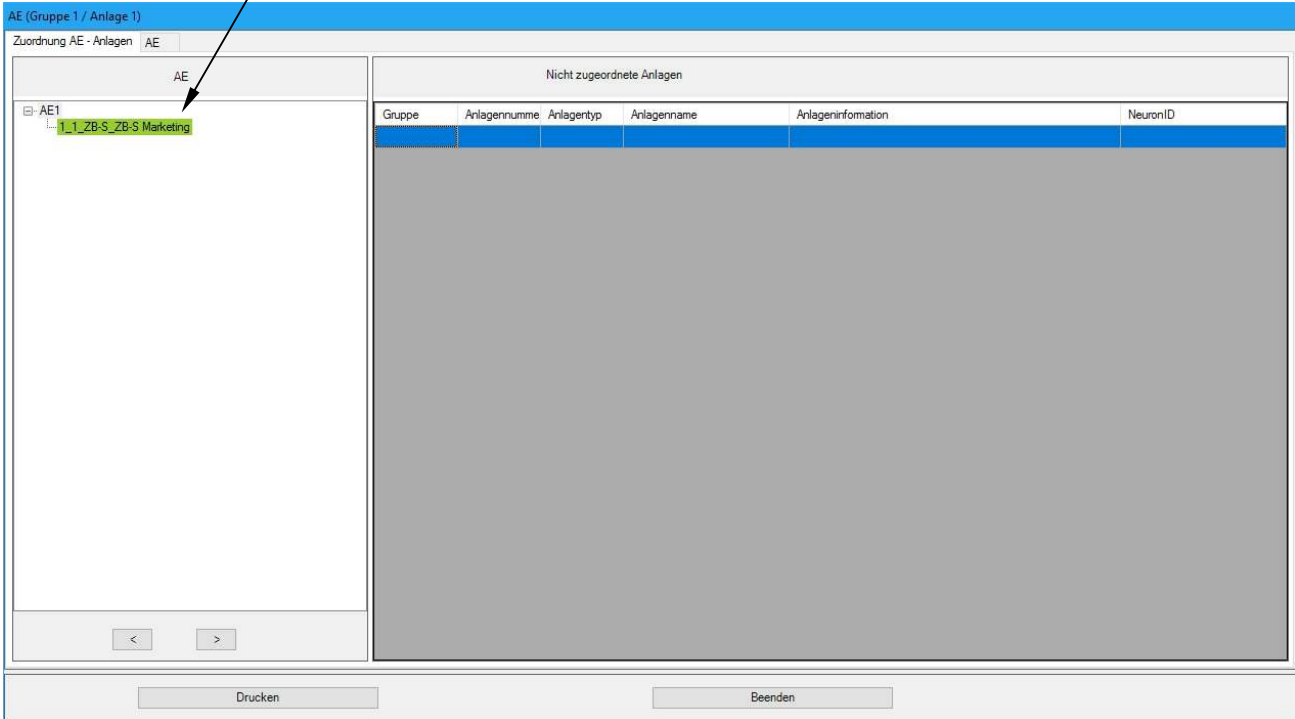 AE (Gruppe 1 / Anlage 1)
Zuordnung AE - Anlagen AE
AE
Nicht zugeordnete Anlagen
AE1
1_1_ZB-S_ZB-S Marketing
Gruppe Anlagennumme Anlagentyp Anlagenname Anlageninformation NeuronID
< >
Drucken Beenden